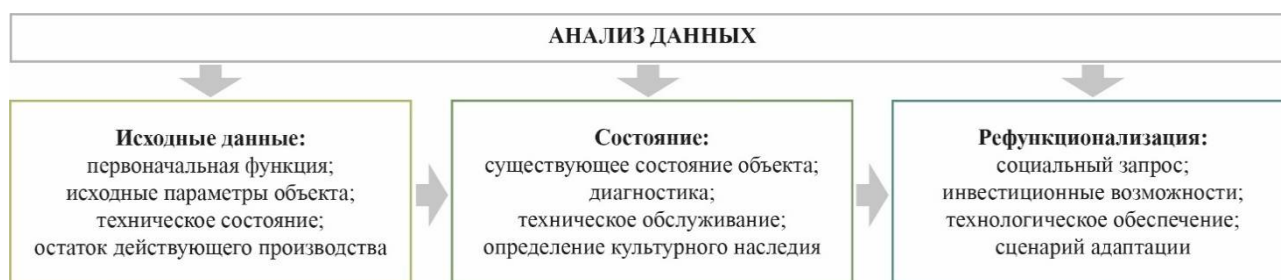 АНАЛИЗ ДАННЫХ
Исходные данные:
первоначальная функция;
исходные параметры объекта;
техническое состояние;
остаток действующего производства
Состояние:
существующее состояние объекта;
диагностика;
техническое обслуживание;
определение культурного наследия
Рефункционализация:
социальный запрос;
инвестиционные возможности;
технологическое обеспечение;
сценарий адаптации